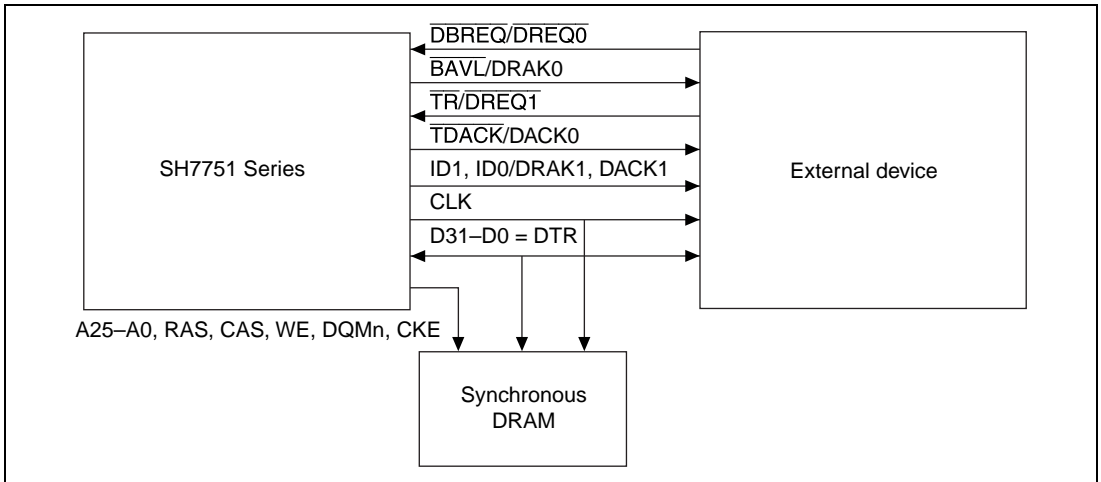 DBREQ/DREQ0
BAVL/DRAK0
TR/DREQ1
TDACK/DACK0
SH7751 Series
ID1, ID0/DRAK1, DACK1
External device
CLK
D31–D0 = DTR
A25–A0, RAS, CAS, WE, DQMn, CKE
Synchronous
DRAM